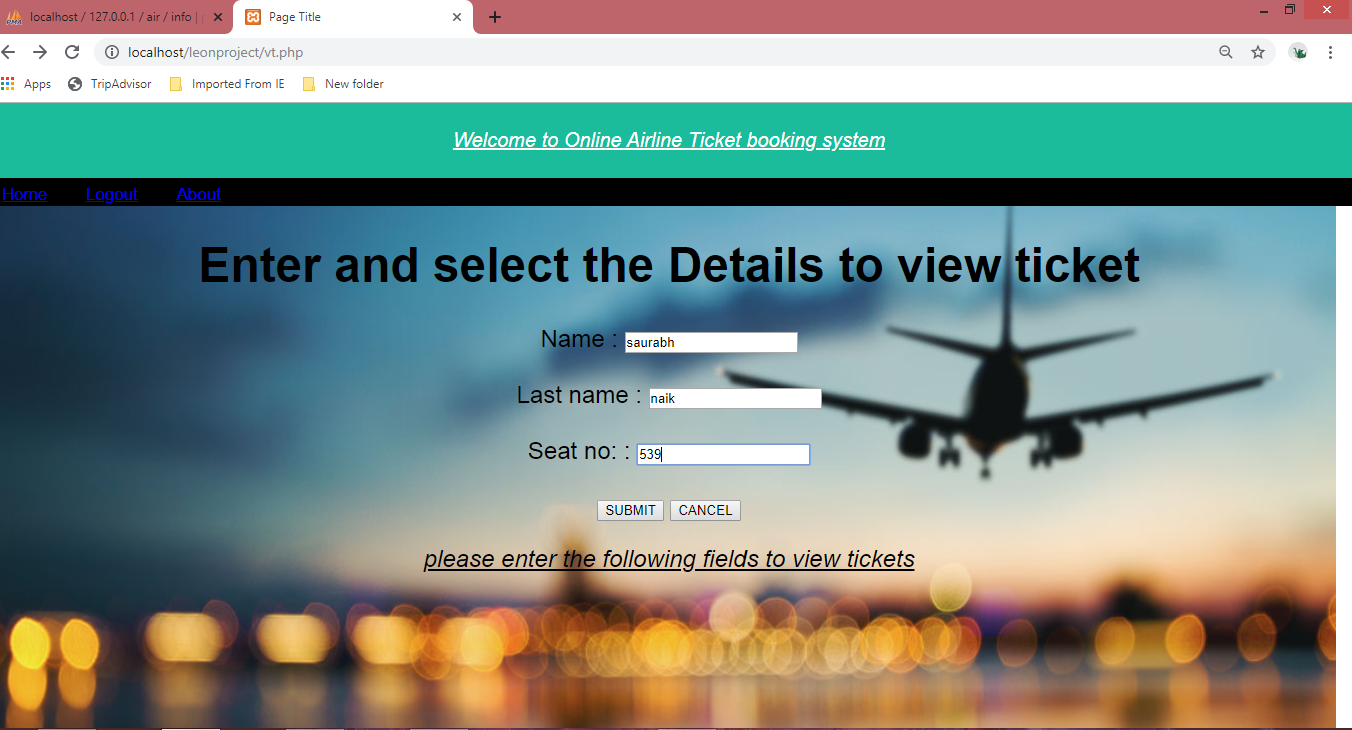 localhost / 127.0.0.1 / air / info |
Page Title
localhost/leonproject/vt.php
Apps TripAdvisor Imported From IE New folder
Welcome to Online Airline Ticket booking system
Home Logout About
Enter and select the Details to view ticket
Name : saurabh
Last name : naik
Seat no: : 539
SUBMIT CANCEL
please enter the following fields to view tickets